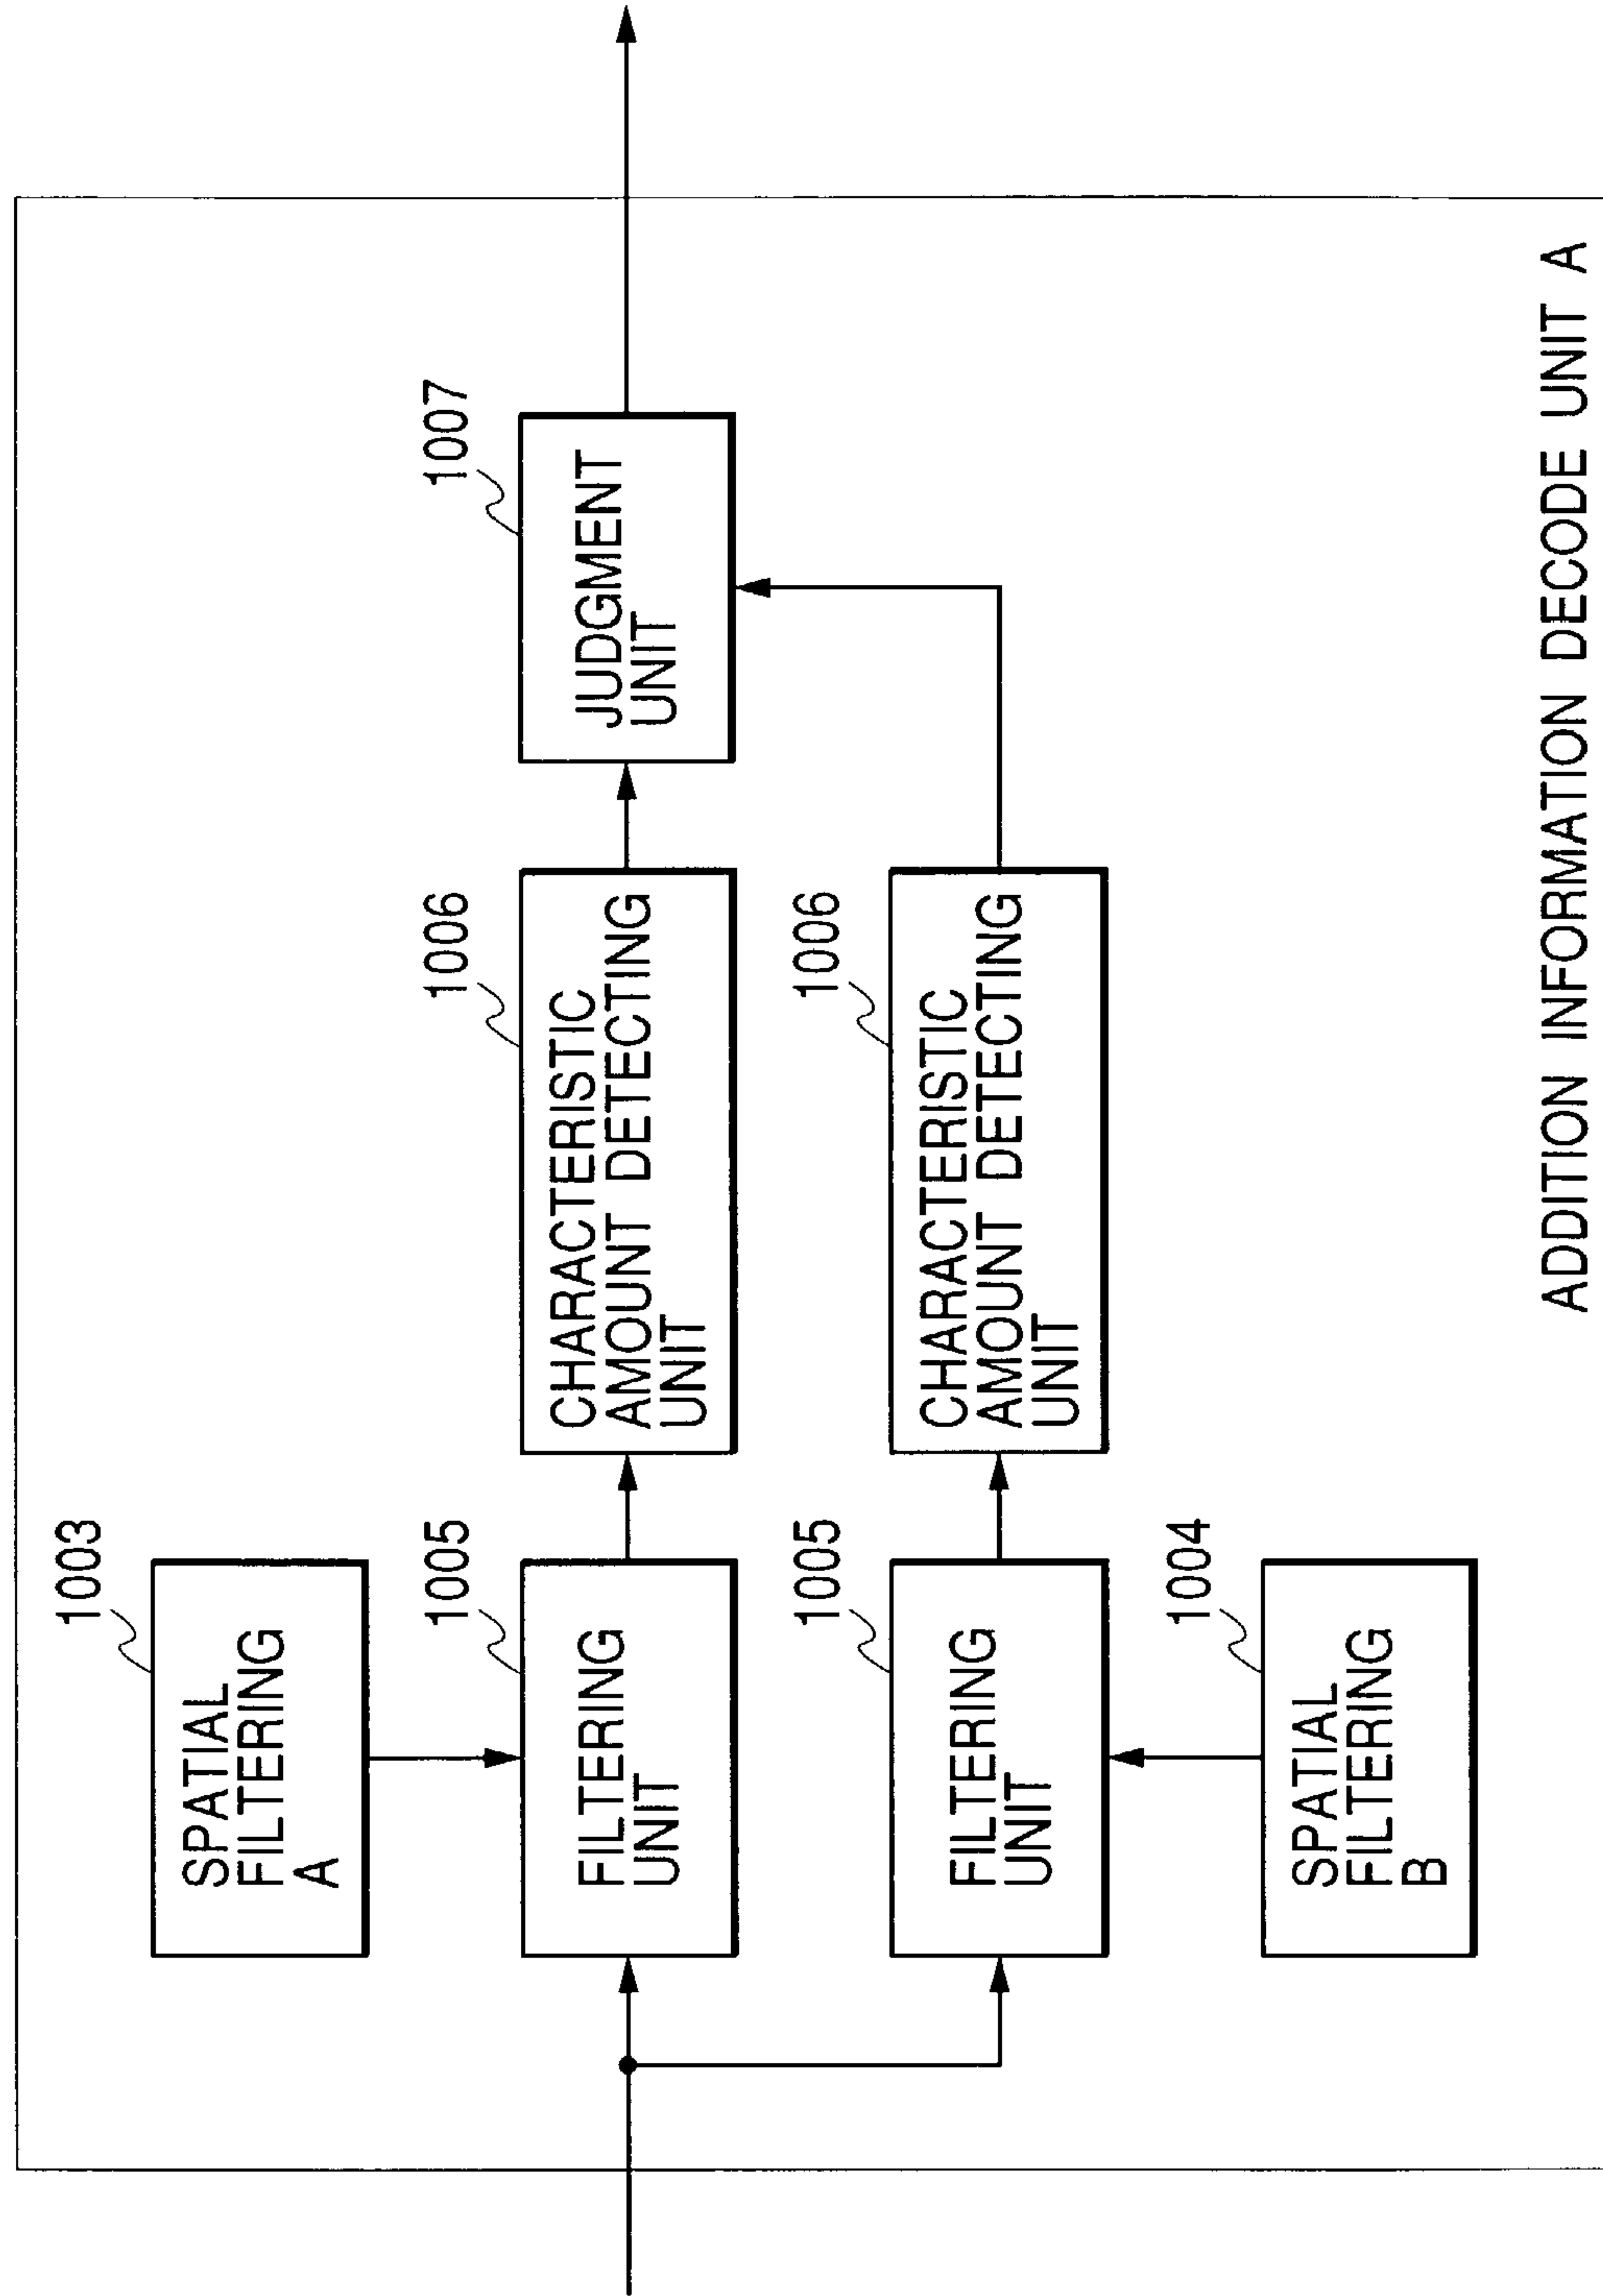 1003
SPATIAL
FILTERING
A
1005
FILTERING
UNIT
1006
CHARACTERISTIC
AMOUNT DETECTING
UNIT
1007
JUDGMENT
UNIT
1005
FILTERING
UNIT
1006
CHARACTERISTIC
AMOUNT DETECTING
UNIT
1004
SPATIAL
FILTERING
B
ADDITION INFORMATION DECODE UNIT A